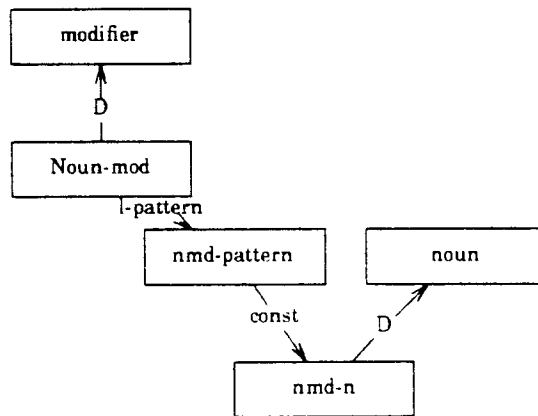 modifier
D
Noun-mod
l-pattern
nmd-pattern
noun
const
D
nmd-n